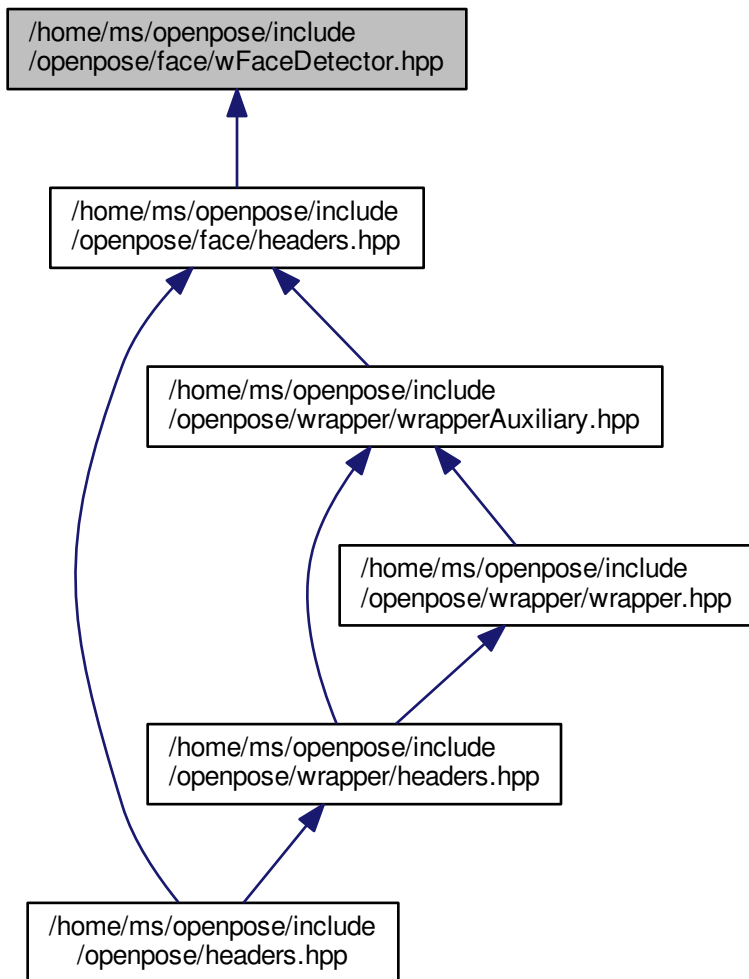 /home/ms/openpose/include
/openpose/face/wFaceDetector.hpp
/home/ms/openpose/include
/openpose/face/headers.hpp
/home/ms/openpose/include
/openpose/wrapper/wrapperAuxiliary.hpp
/home/ms/openpose/include
/openpose/wrapper/wrapper.hpp
/home/ms/openpose/include
/openpose/wrapper/headers.hpp
/home/ms/openpose/include
/openpose/headers.hpp